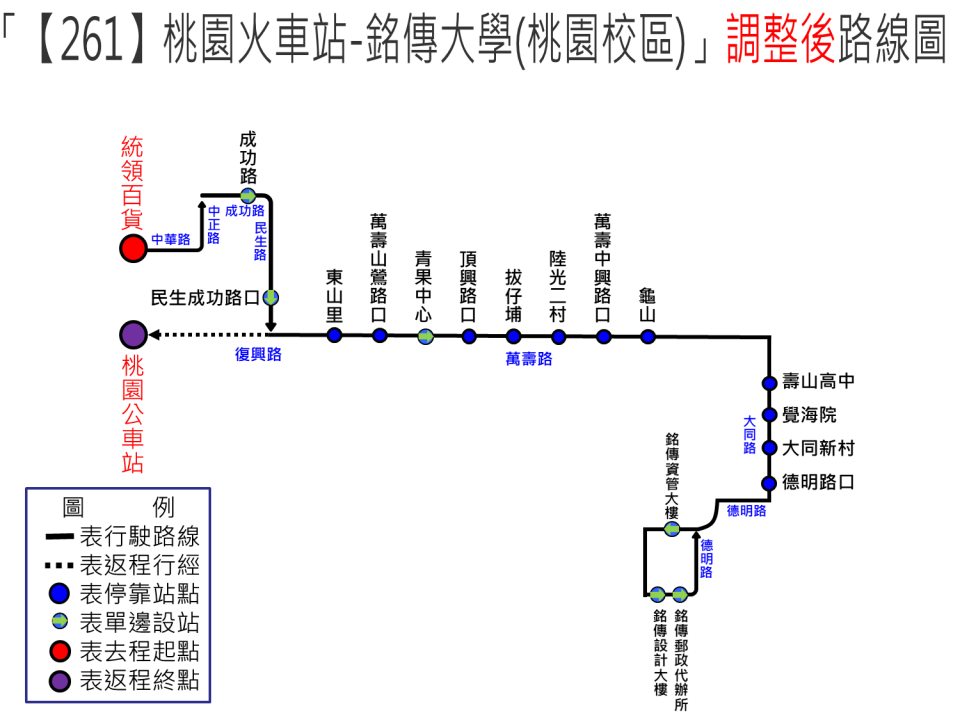 「【261】桃園火車站-銘傳大學(桃園校區)」調整後路線圖
統領百貨
成功路
中華路
中正路
成功路
民生路
民生成功路口
東山里
萬壽山鶯路口
青果中心
頂興路口
拔仔埔
陸光二村
萬壽中興路口
龜山
復興路
萬壽路
桃園公車站
壽山高中
覺海院
大同路
大同新村
德明路口
德明路
銘傳資管大樓
德明路
銘傳設計大樓
銘傳郵政代辦所
圖 例
表行駛路線
表返程行經
表停靠站點
表單邊設站
表去程起點
表返程終點